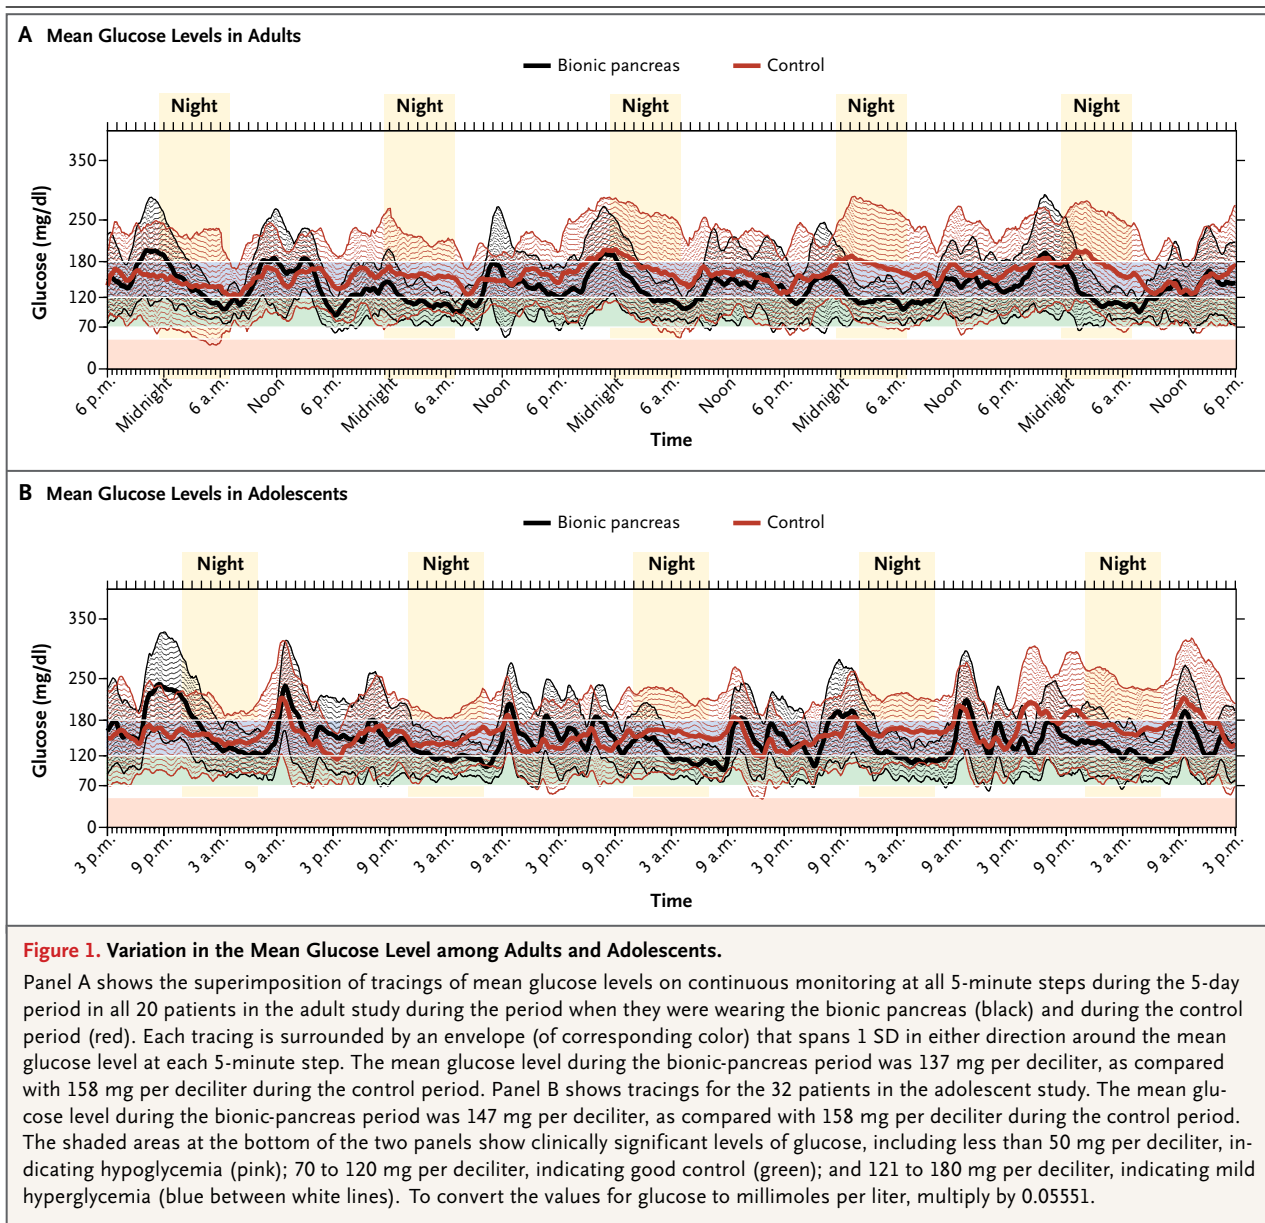 A Mean Glucose Levels in Adults
Bionic pancreas Control
Night Night Night Night Night
350
250
180
120
70
0
Glucose (mg/dl)
6 p.m. Midnight 6 a.m. Noon 6 p.m. Midnight 6 a.m. Noon 6 p.m. Midnight 6 a.m. Noon 6 p.m. Midnight 6 a.m. Noon 6 p.m. Midnight 6 a.m. Noon 6 p.m.
Time
B Mean Glucose Levels in Adolescents
Bionic pancreas Control
Night Night Night Night Night
350
250
180
120
70
0
Glucose (mg/dl)
3 p.m. 9 p.m. 3 a.m. 9 a.m. 3 p.m. 9 p.m. 3 a.m. 9 a.m. 3 p.m. 9 p.m. 3 a.m. 9 a.m. 3 p.m. 9 p.m. 3 a.m. 9 a.m. 3 p.m. 9 p.m. 3 a.m. 9 a.m. 3 p.m.
Time
Figure 1. Variation in the Mean Glucose Level among Adults and Adolescents.
Panel A shows the superimposition of tracings of mean glucose levels on continuous monitoring at all 5-minute steps during the 5-day
period in all 20 patients in the adult study during the period when they were wearing the bionic pancreas (black) and during the control
period (red). Each tracing is surrounded by an envelope (of corresponding color) that spans 1 SD in either direction around the mean
glucose level at each 5-minute step. The mean glucose level during the bionic-pancreas period was 137 mg per deciliter, as compared
with 158 mg per deciliter during the control period. Panel B shows tracings for the 32 patients in the adolescent study. The mean glu-
cose level during the bionic-pancreas period was 147 mg per deciliter, as compared with 158 mg per deciliter during the control period.
The shaded areas at the bottom of the two panels show clinically significant levels of glucose, including less than 50 mg per deciliter, in-
dicating hypoglycemia (pink); 70 to 120 mg per deciliter, indicating good control (green); and 121 to 180 mg per deciliter, indicating mild
hyperglycemia (blue between white lines). To convert the values for glucose to millimoles per liter, multiply by 0.05551.